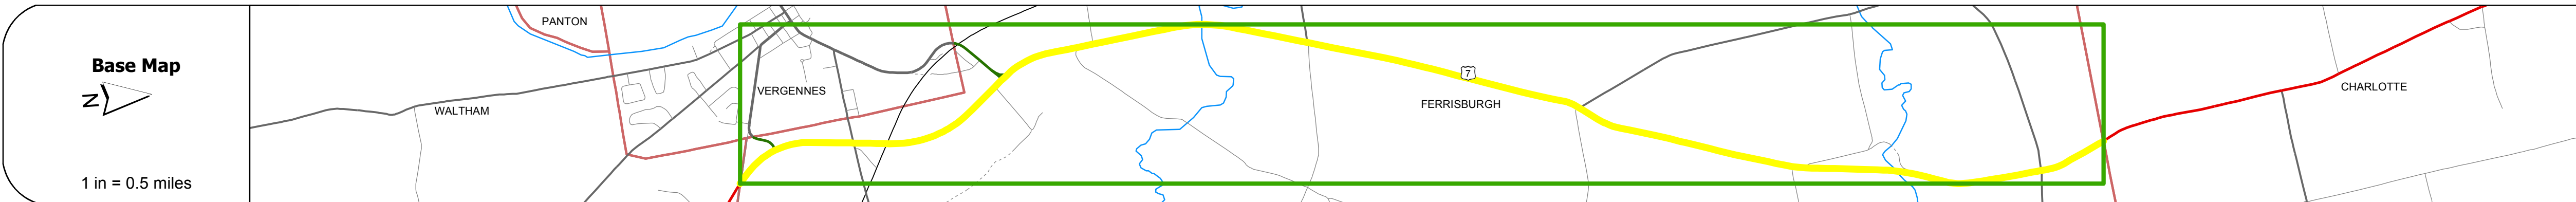 Base Map
N
1 in = 0.5 miles
PANTON
WALTHAM
VERGENNES
7
FERRISBURGH
CHARLOTTE